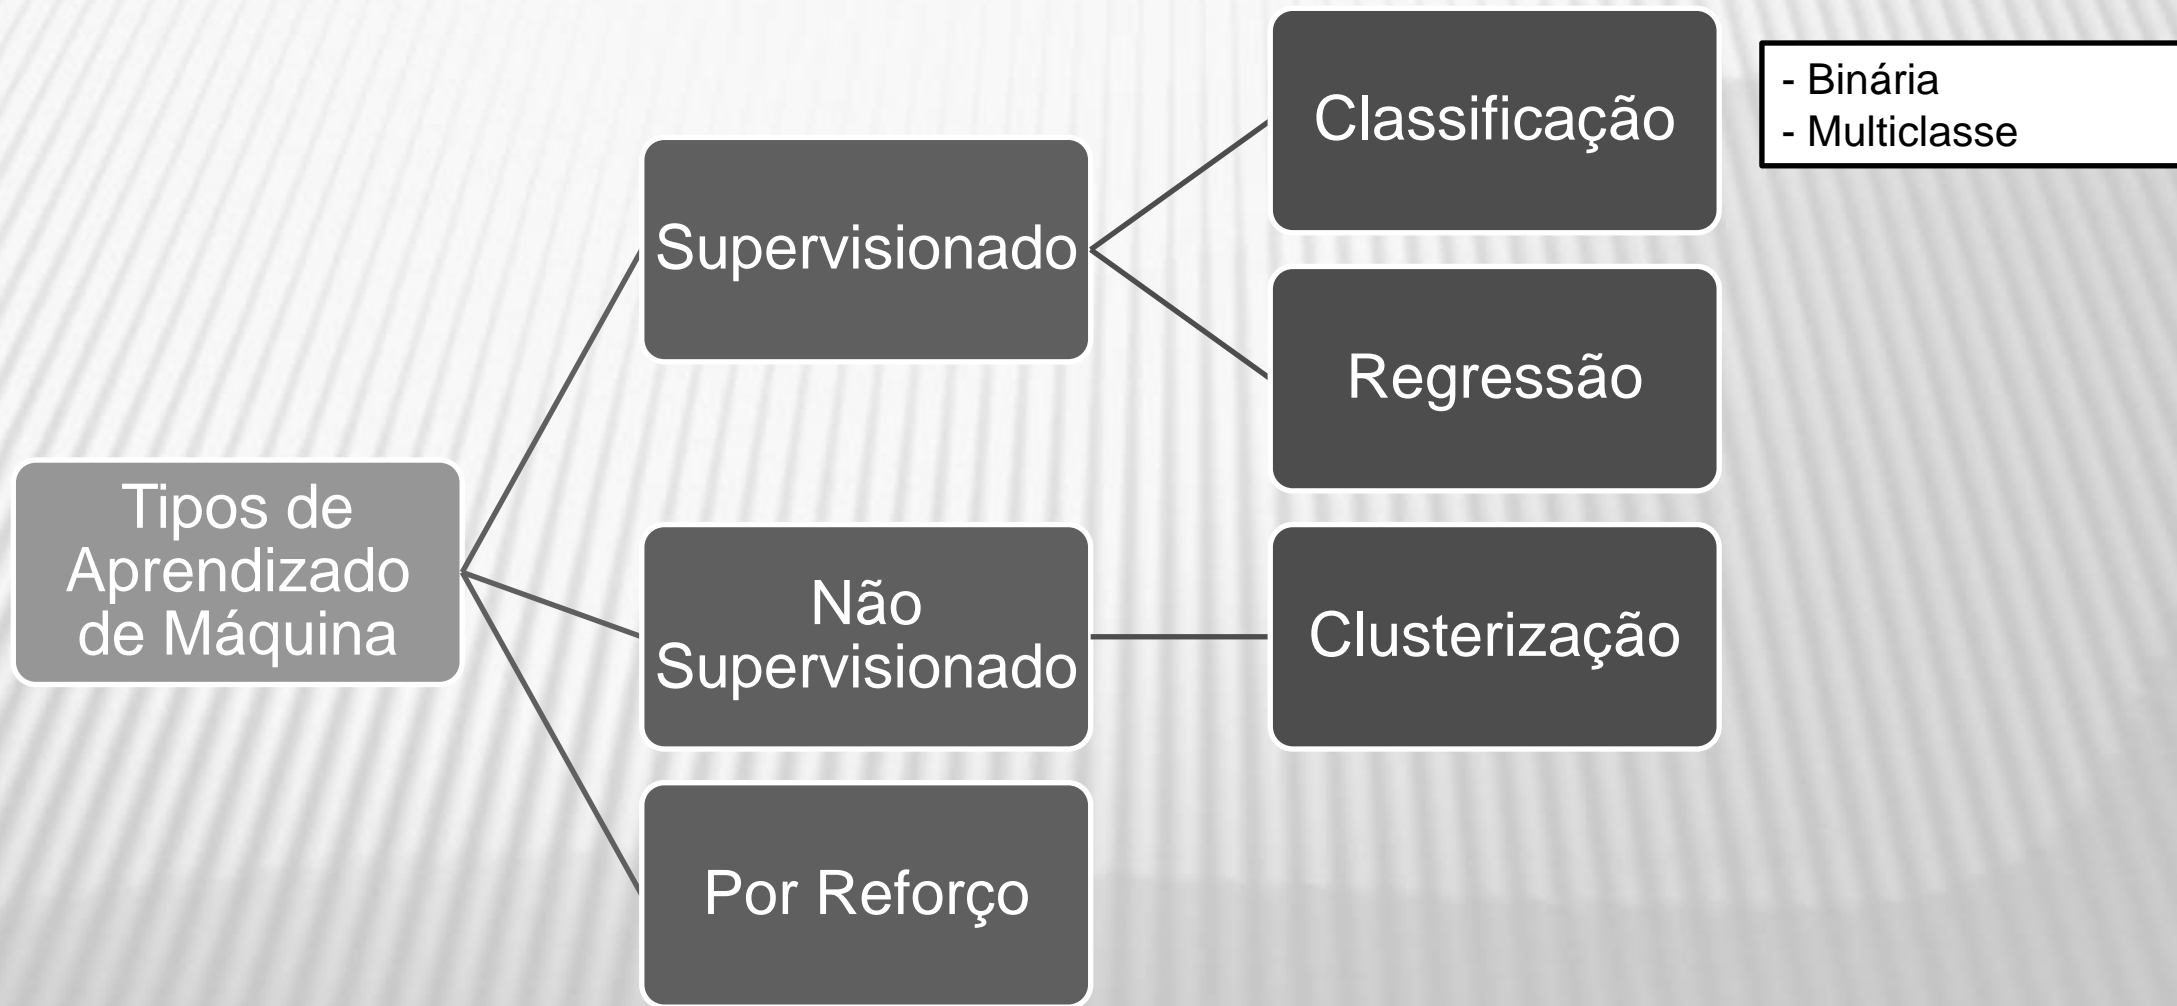 Tipos de
Aprendizado
de Máquina
Supervisionado
Classificação
- Binária
- Multiclasse
Regressão
Não
Supervisionado
Clusterização
Por Reforço